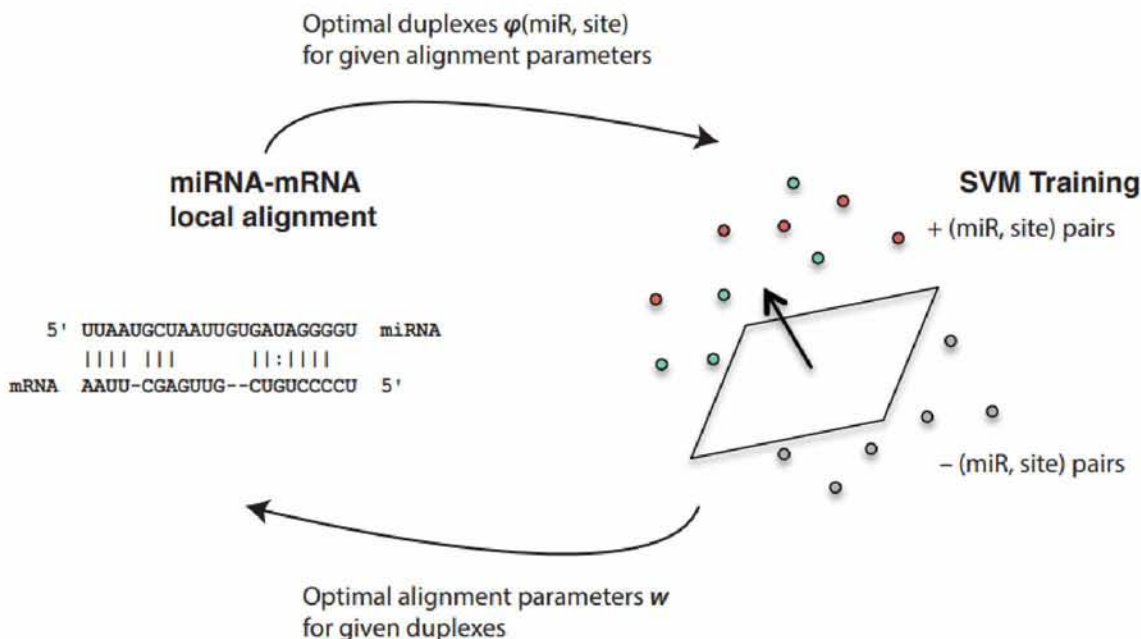 Optimal duplexes φ(miR, site)
for given alignment parameters
miRNA-mRNA
local alignment
SVM Training
+ (miR, site) pairs
5' UUAAUGCUAAUUGUGAUAGGGGU miRNA
|||| ||| ||:||||
mRNA AAUU-CGAGUUG--CUGUCCCCU 5'
– (miR, site) pairs
Optimal alignment parameters w
for given duplexes